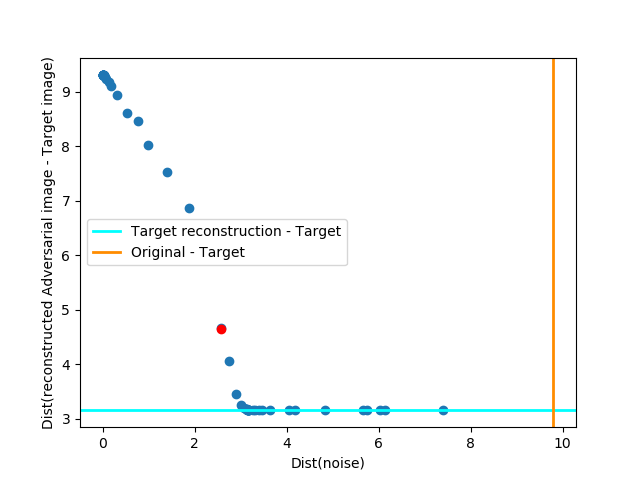 Dist(reconstructed Adversarial image - Target image)
9
8
7
6
5
4
3
Target reconstruction - Target
Original - Target
0 2 4 6 8 10
Dist(noise)